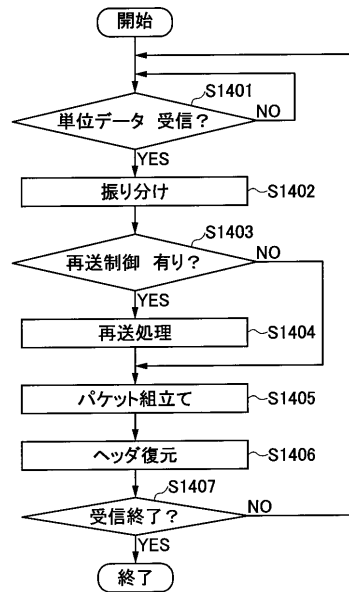 開始
S1401
単位データ 受信？
NO
YES
振り分け
S1402
S1403
再送制御 有り？
NO
YES
再送処理
S1404
パケット組立て
S1405
ヘッダ復元
S1406
S1407
受信終了？
NO
YES
終了